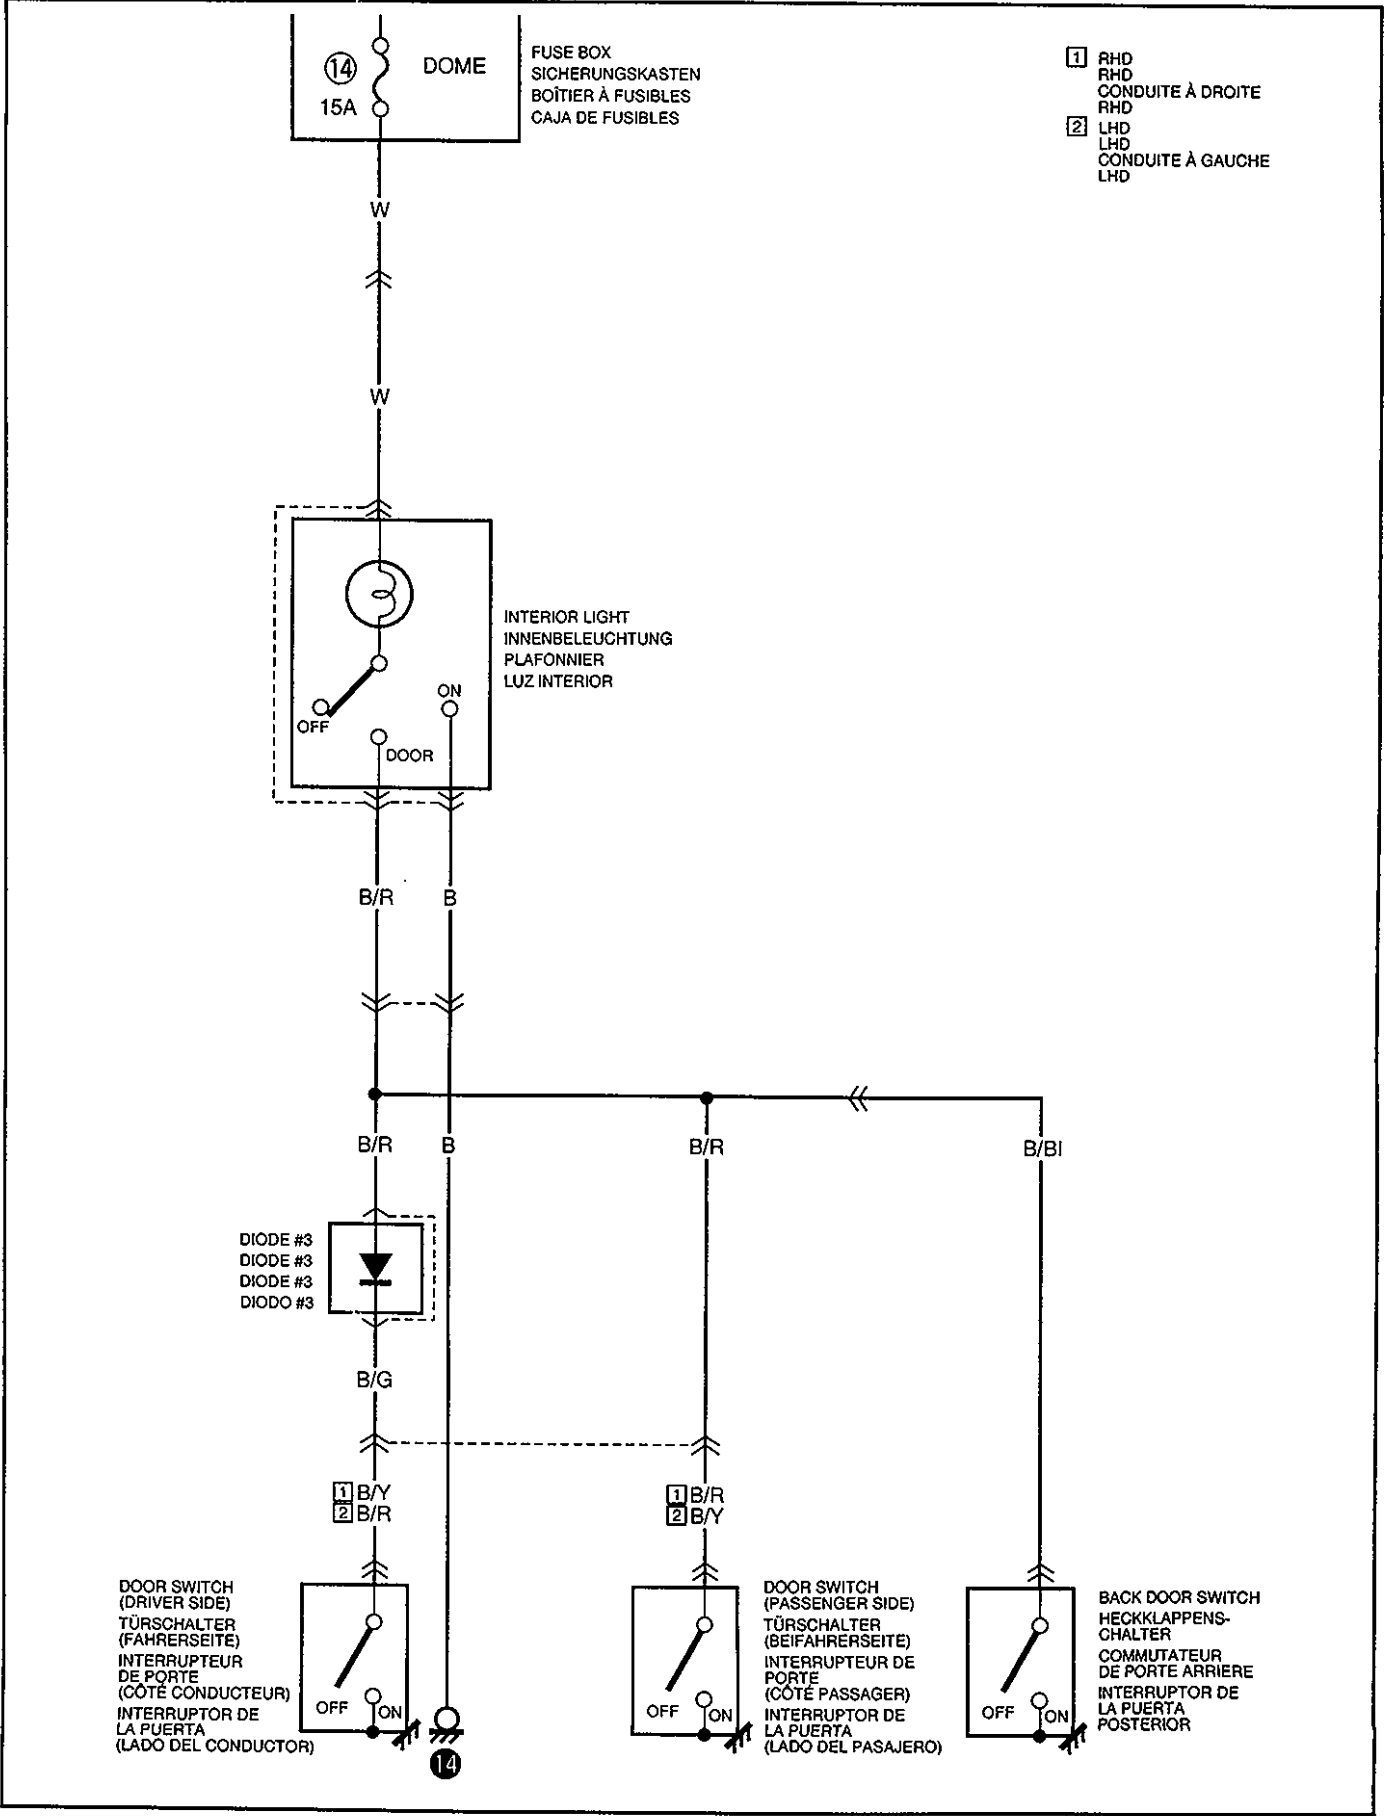 14
15A
DOME
FUSE BOX
SICHERUNGSKASTEN
BOÎTIER À FUSIBLES
CAJA DE FUSIBLES
1 RHD
RHD
CONDUITE À DROITE
RHD
2 LHD
LHD
CONDUITE À GAUCHE
LHD
W
W
INTERIOR LIGHT
INNENBELEUCHTUNG
PLAFONNIER
LUZ INTERIOR
ON
OFF
DOOR
B/R
B
B/R
B
B/R
B/Bl
DIODE #3
DIODE #3
DIODE #3
DIODO #3
B/G
1 B/Y
2 B/R
1 B/R
2 B/Y
DOOR SWITCH
(DRIVER SIDE)
TÜRSCHALTER
(FAHRERSEITE)
INTERRUPTEUR
DE PORTE
(CÔTÉ CONDUCTEUR)
INTERRUPTOR DE
LA PUERTA
(LADO DEL CONDUCTOR)
OFF
ON
14
OFF
ON
DOOR SWITCH
(PASSENGER SIDE)
TÜRSCHALTER
(BEIFAHRERSEITE)
INTERRUPTEUR DE
PORTE
(CÔTÉ PASSAGER)
INTERRUPTOR DE
LA PUERTA
(LADO DEL PASAJERO)
OFF
ON
BACK DOOR SWITCH
HECKKLAPPENS-
CHALTER
COMMUTATEUR
DE PORTE ARRIERE
INTERRUPTOR DE
LA PUERTA
POSTERIOR